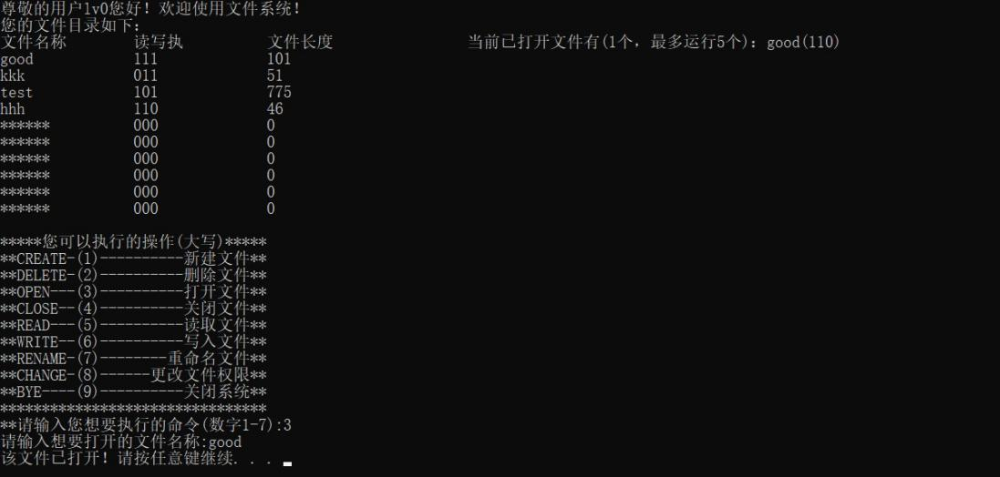 尊敬的用户lv0您好！欢迎使用文件系统！
您的文件目录如下：
文件名称 读写执 文件长度 当前已打开文件有(1个，最多运行5个)：good(110)
good 111 101
kkk 011 51
test 101 775
hhh 110 46
****** 000 0
****** 000 0
****** 000 0
****** 000 0
****** 000 0
****** 000 0
*****您可以执行的操作(大写)*****
**CREATE-(1)----------新建文件**
**DELETE-(2)----------删除文件**
**OPEN---(3)----------打开文件**
**CLOSE--(4)----------关闭文件**
**READ---(5)----------读取文件**
**WRITE--(6)----------写入文件**
**RENAME-(7)--------重命名文件**
**CHANGE-(8)------更改文件权限**
**BYE----(9)----------关闭系统**
********************************
**请输入您想要执行的命令(数字1-7):3
请输入想要打开的文件名称:good
该文件已打开！请按任意键继续. . .